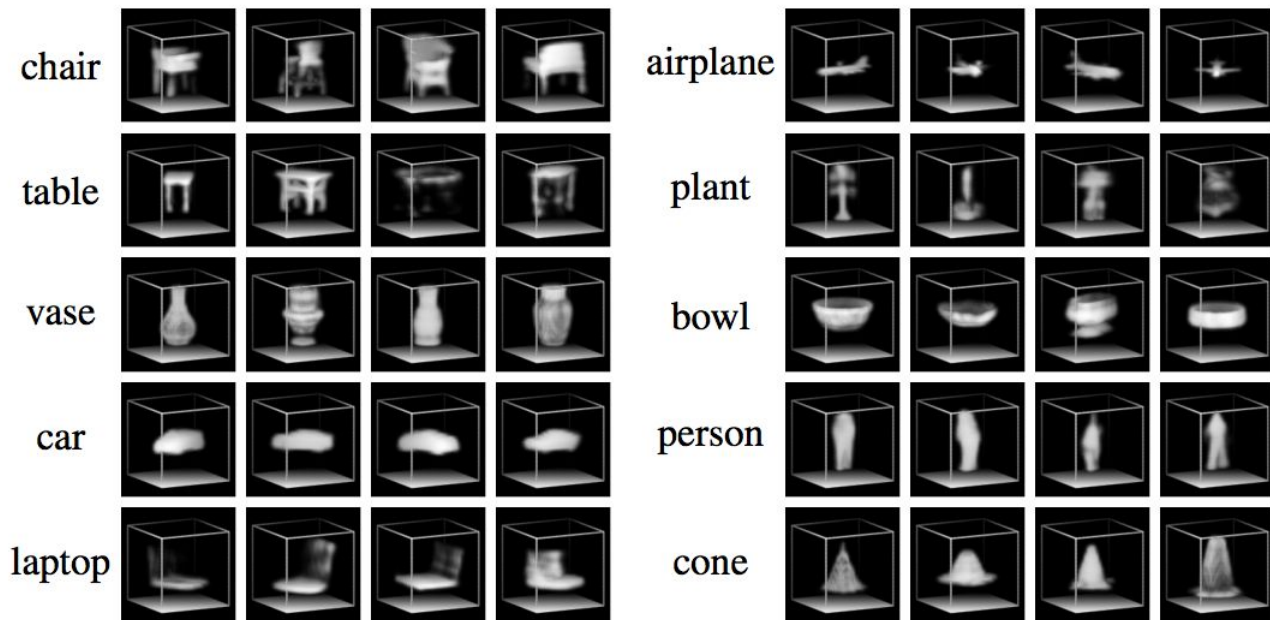 chair
table
vase
car
laptop
airplane
plant
bowl
person
cone